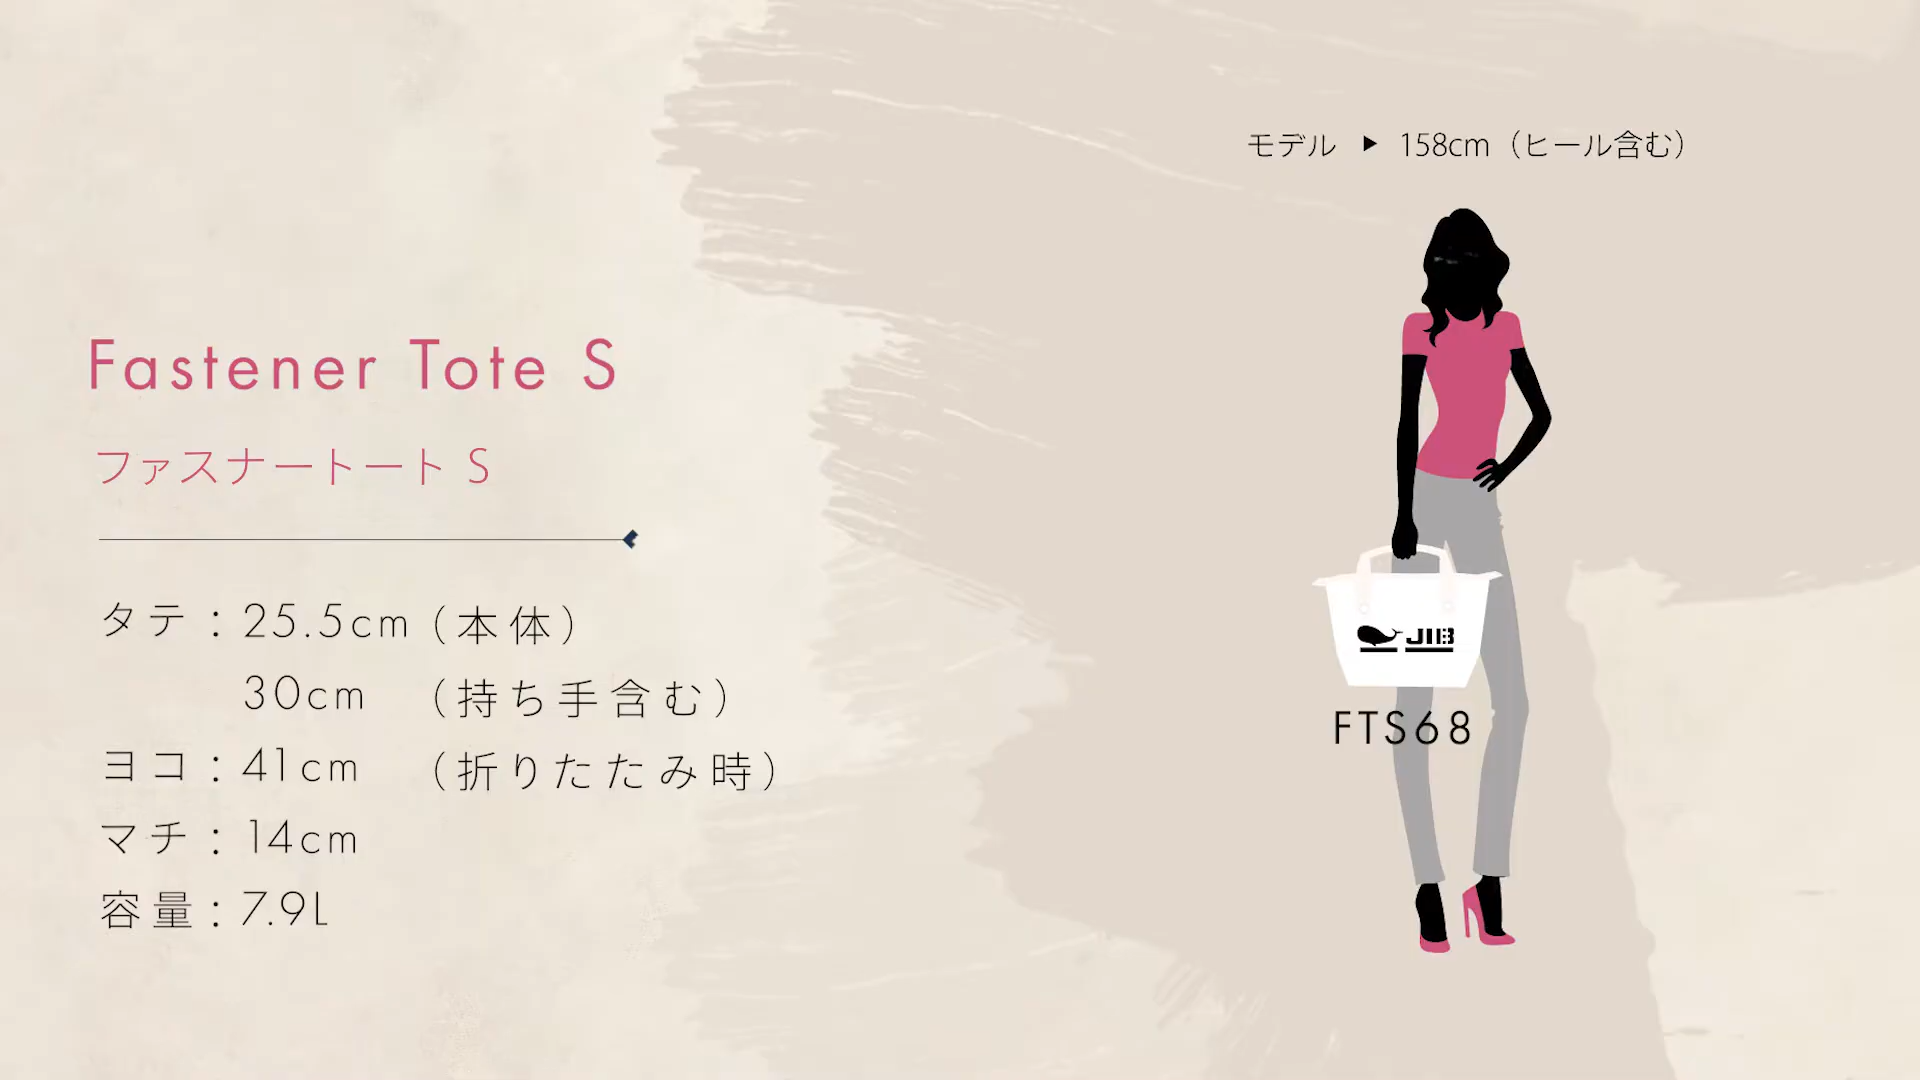 モデル ▶ 158cm（ヒール含む）
Fastener Tote S
ファスナートート S
タテ：25.5cm（本体）
30cm （持ち手含む）
ヨコ：41cm （折りたたみ時）
マチ：14cm
容量：7.9L
JIB
FTS68